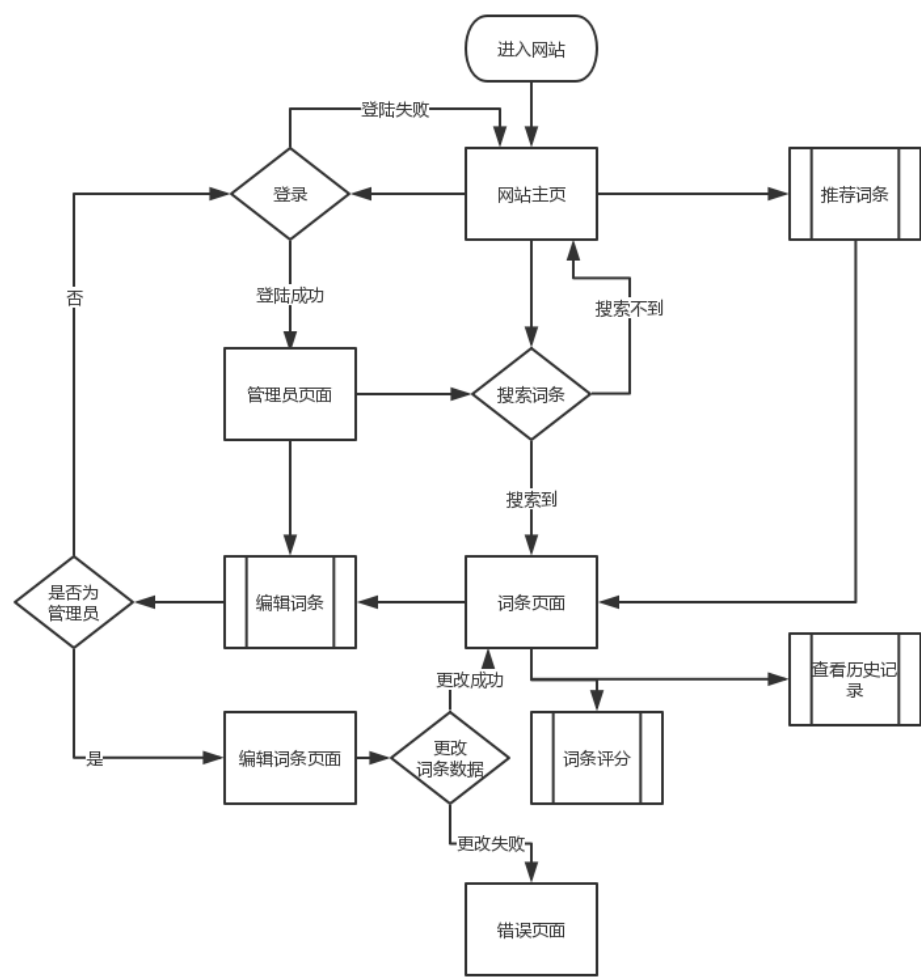 进入网站
登陆失败
登录
网站主页
推荐词条
否
登陆成功
搜索不到
管理员页面
搜索词条
搜索到
是否为
管理员
编辑词条
词条页面
更改成功
查看历史记
录
是
编辑词条页面
更改
词条数据
词条评分
更改失败
错误页面